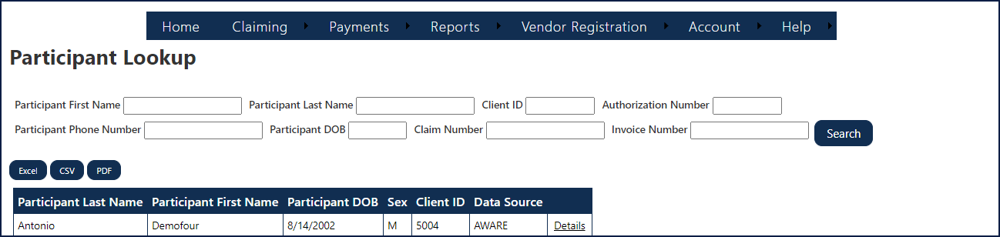 Home Claiming Payments Reports Vendor Registration Account Help
Participant Lookup
Participant First Name Participant Last Name Client ID Authorization Number
Participant Phone Number Participant DOB Claim Number Invoice Number Search
Excel CSV PDF
Participant Last Name Participant First Name Participant DOB Sex Client ID Data Source
Antonio Demofour 8/14/2002 M 5004 AWARE Details